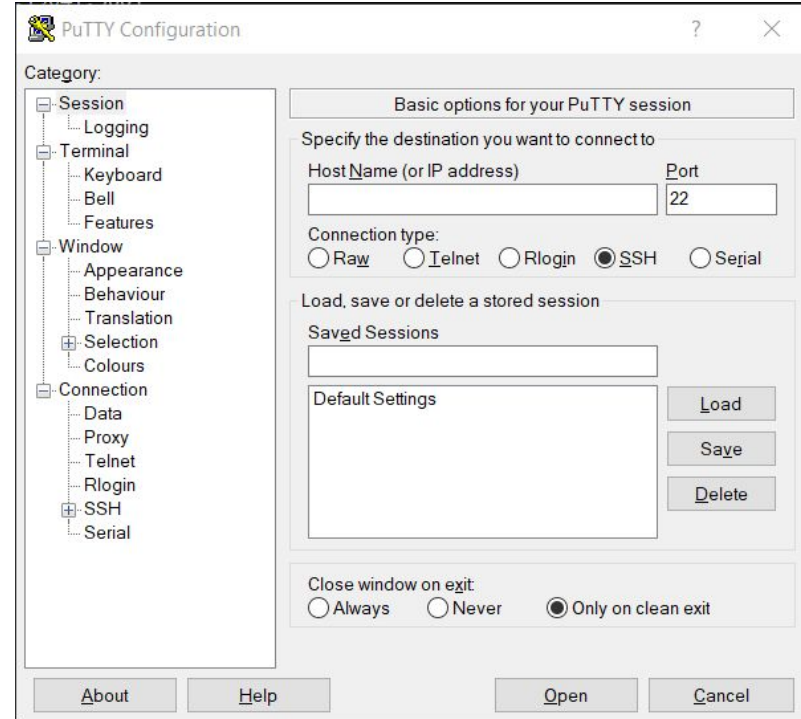 PuTTY Configuration
?
Category:
Session
Logging
Terminal
Keyboard
Bell
Features
Window
Appearance
Behaviour
Translation
Selection
Colours
Connection
Data
Proxy
Telnet
Rlogin
SSH
Serial
Basic options for your PuTTY session
Specify the destination you want to connect to
Host Name (or IP address) Port
22
Connection type:
Raw Telnet Rlogin SSH Serial
Load, save or delete a stored session
Saved Sessions
Default Settings
Load
Save
Delete
Close window on exit:
Always Never Only on clean exit
About Help Open Cancel